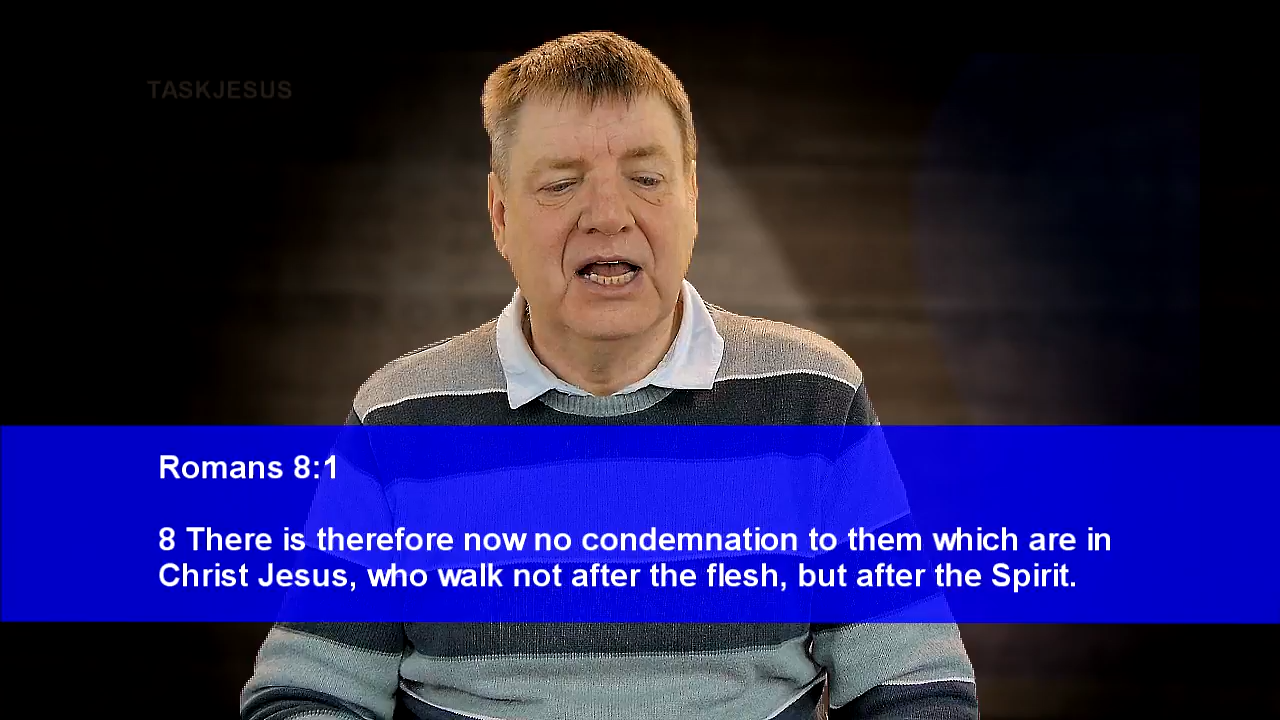 TASKJESUS
Romans 8:1
8 There is therefore now no condemnation to them which are in
Christ Jesus, who walk not after the flesh, but after the Spirit.